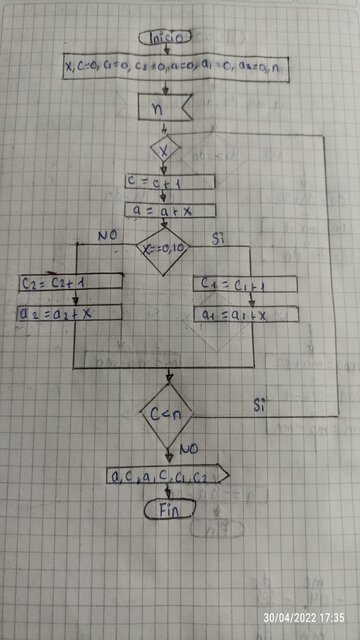 Inicio
x, c=0, c1=0, c2=0, a=0, a1=0, a2=0, n
n
x
c = c+1
a = a+x
NO
x==0,10
Si
c2= c2+1
c1= c1+1
a2=a2+x
a1=a1+x
C<n
Si
NO
a, c, a, c, c1, c2
Fin
30/04/2022 17:35